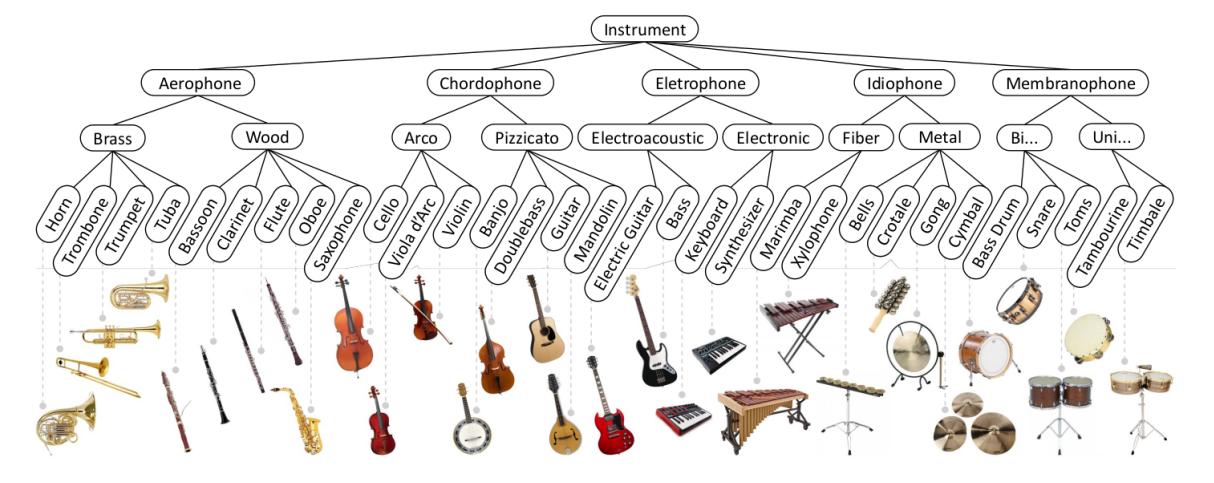 Instrument
Aerophone
Chordophone
Eletrophone
Idiophone
Membranophone
Brass
Wood
Arco
Pizzicato
Electroacoustic
Electronic
Fiber
Metal
Bi...
Uni...
Horn
Trombone
Trumpet
Tuba
Bassoon
Clarinet
Flute
Oboe
Saxophone
Cello
Viola d'Arc
Violin
Banjo
Doublebass
Guitar
Mandolin
Electric Guitar
Bass
Keyboard
Synthesizer
Marimba
Xylophone
Bells
Crotale
Gong
Cymbal
Bass Drum
Snare
Toms
Tambourine
Timbale